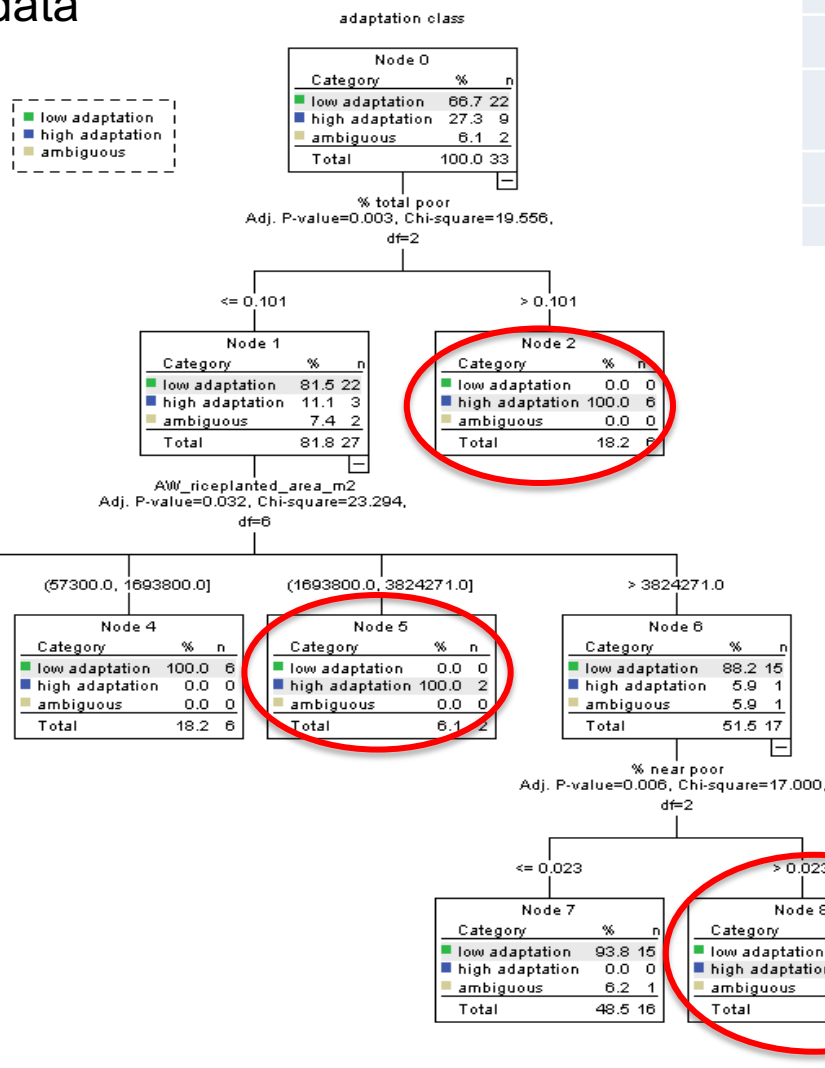 data
adaptation class
low adaptation
high adaptation
ambiguous
Node 0
Category % n
low adaptation 66.7 22
high adaptation 27.3 9
ambiguous 6.1 2
Total 100.0 33
% total poor
Adj. P-value=0.003, Chi-square=19.556,
df=2
<= 0.101
> 0.101
Node 1
Category % n
low adaptation 81.5 22
high adaptation 11.1 3
ambiguous 7.4 2
Total 81.8 27
Node 2
Category % n
low adaptation 0.0 0
high adaptation 100.0 6
ambiguous 0.0 0
Total 18.2 6
AW_riceplanted_area_m2
Adj. P-value=0.032, Chi-square=23.294,
df=6
(57300.0, 1693800.0]
(1693800.0, 3824271.0]
> 3824271.0
Node 4
Category % n
low adaptation 100.0 6
high adaptation 0.0 0
ambiguous 0.0 0
Total 18.2 6
Node 5
Category % n
low adaptation 0.0 0
high adaptation 100.0 2
ambiguous 0.0 0
Total 6.1 2
Node 6
Category % n
low adaptation 88.2 15
high adaptation 5.9 1
ambiguous 5.9 1
Total 51.5 17
% near poor
Adj. P-value=0.006, Chi-square=17.000,
df=2
<= 0.023
> 0.023
Node 7
Category % n
low adaptation 93.8 15
high adaptation 0.0 0
ambiguous 6.2 1
Total 48.5 16
Node 8
Category
low adaptation
high adaptation
ambiguous
Total